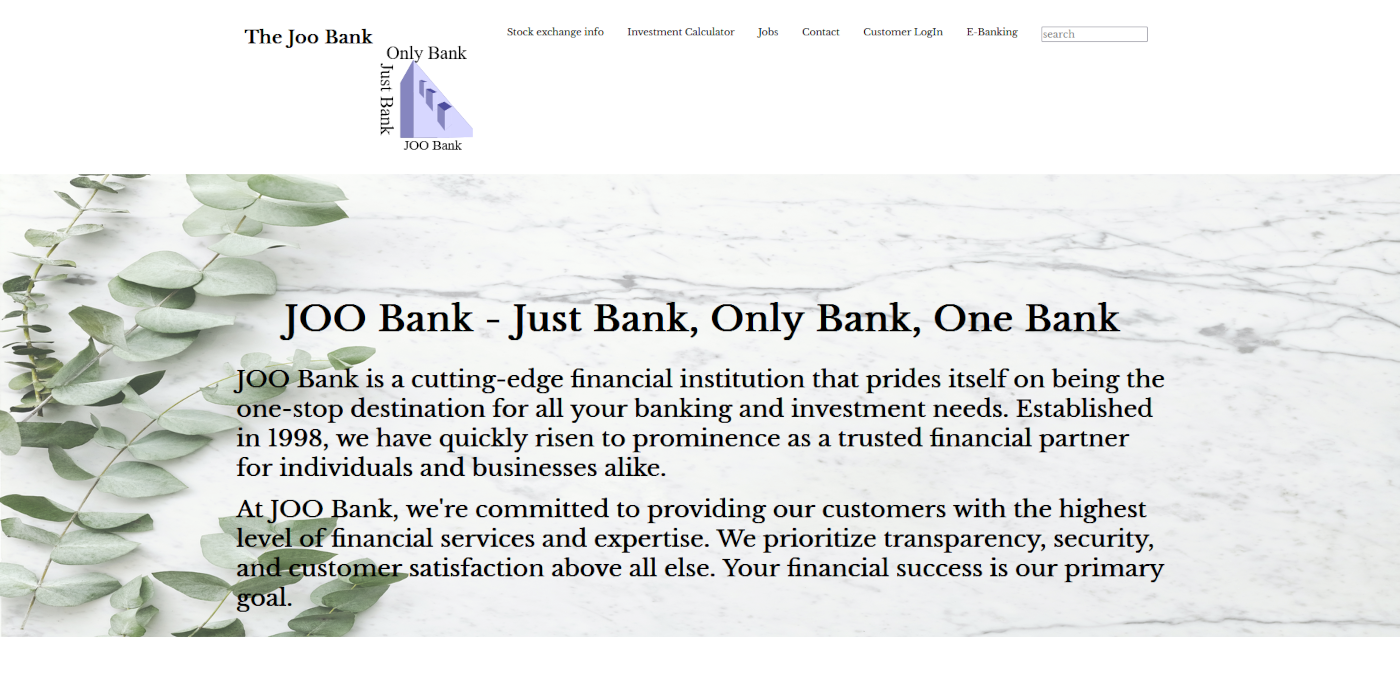 The Joo Bank
Only Bank
Just Bank
JOO Bank
Stock exchange info
Investment Calculator
Jobs
Contact
Customer LogIn
E-Banking
search
JOO Bank - Just Bank, Only Bank, One Bank
JOO Bank is a cutting-edge financial institution that prides itself on being the
one-stop destination for all your banking and investment needs. Established
in 1998, we have quickly risen to prominence as a trusted financial partner
for individuals and businesses alike.
At JOO Bank, we're committed to providing our customers with the highest
level of financial services and expertise. We prioritize transparency, security,
and customer satisfaction above all else. Your financial success is our primary
goal.